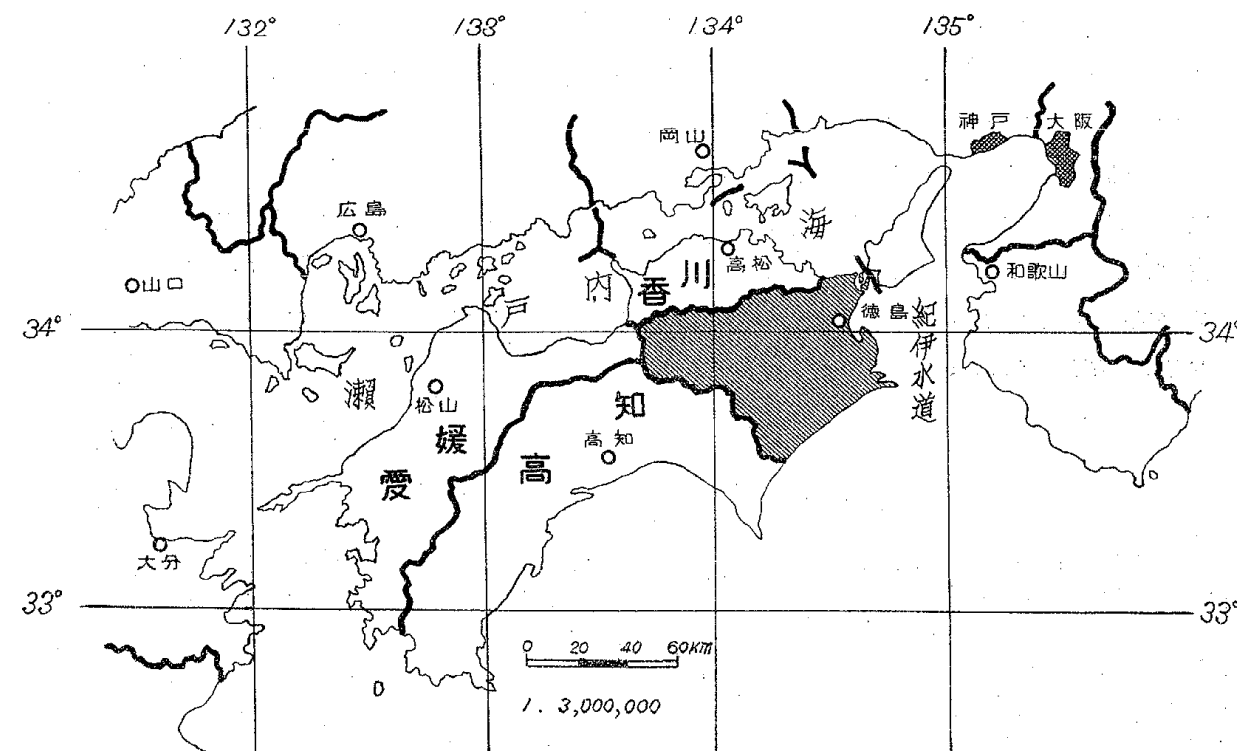 132° 133° 134° 135°
神戸 大阪
岡山
広島
海
高松
山口
内
香川
和歌山
戸
徳島
34°
34°
紀伊水道
瀬
松山
知
媛
高知
高
愛
大分
33°
33°
0 20 40 60KM
1. 3,000,000